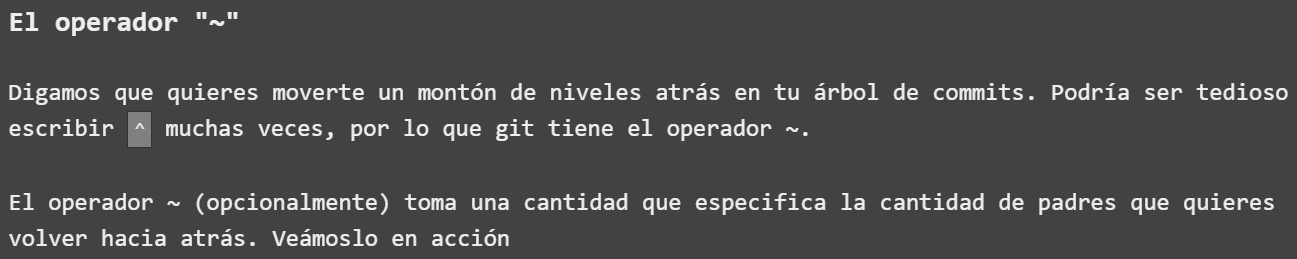 El operador "~"
Digamos que quieres moverte un montón de niveles atrás en tu árbol de commits. Podría ser tedioso
escribir ^ muchas veces, por lo que git tiene el operador ~.
El operador ~ (opcionalmente) toma una cantidad que especifica la cantidad de padres que quieres
volver hacia atrás. Veámoslo en acción